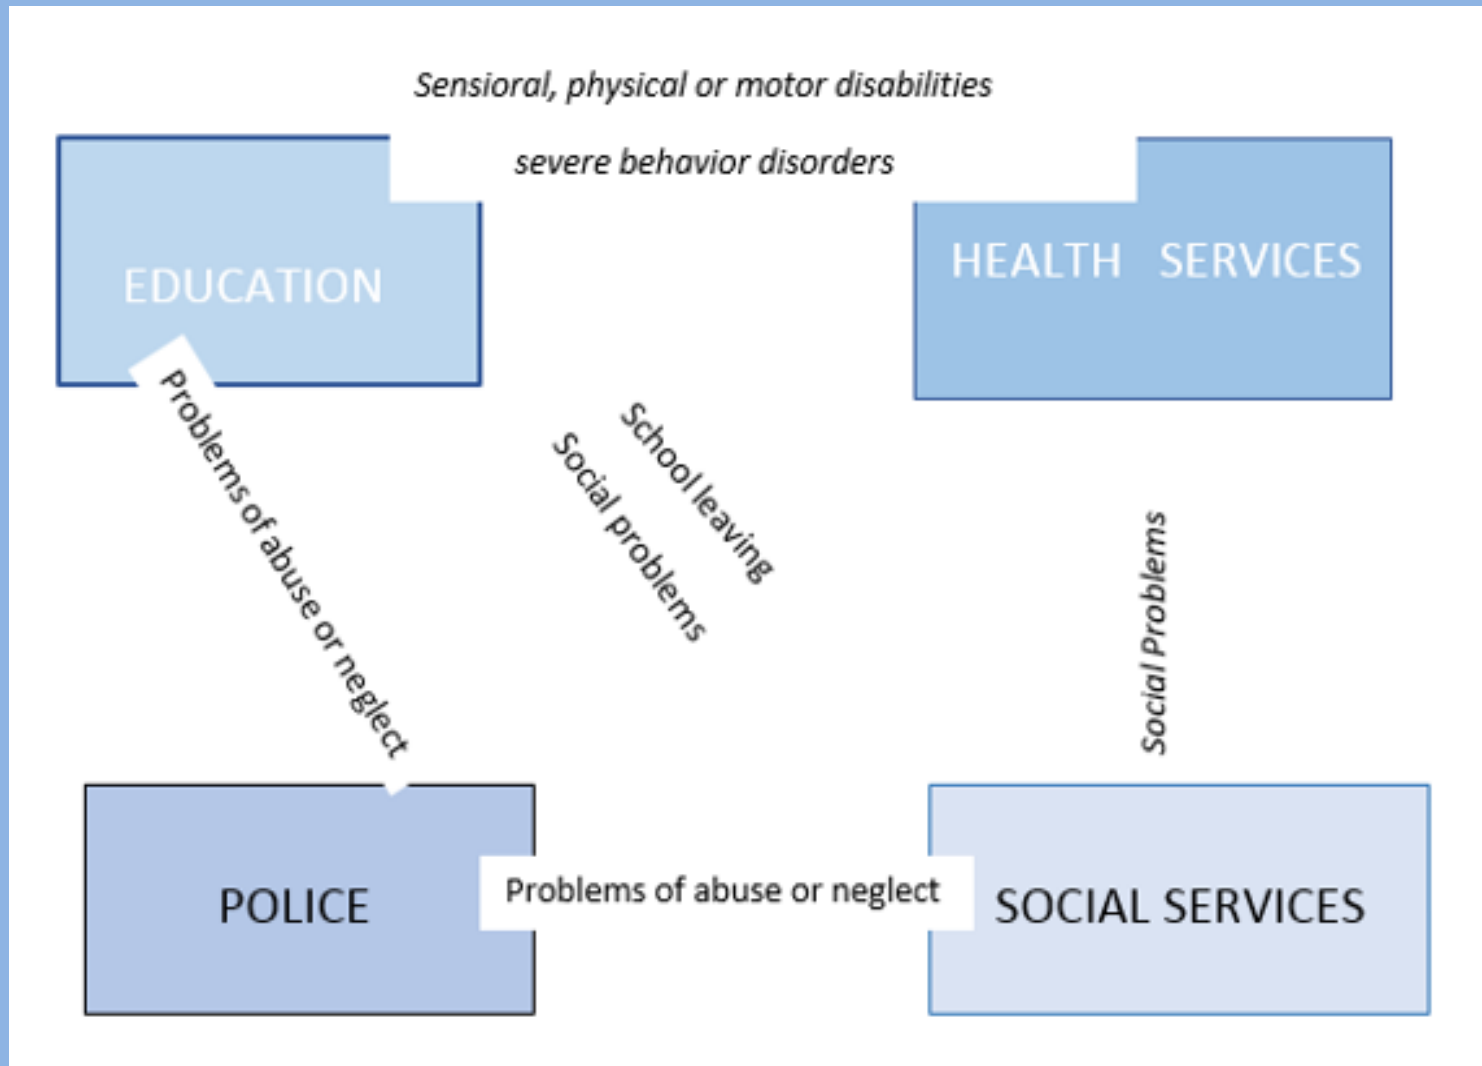 Sensioral, physical or motor disabilities
severe behavior disorders
EDUCATION
HEALTH SERVICES
Problems of abuse or neglect
School leaving
Social problems
Social Problems
POLICE
Problems of abuse or neglect
SOCIAL SERVICES